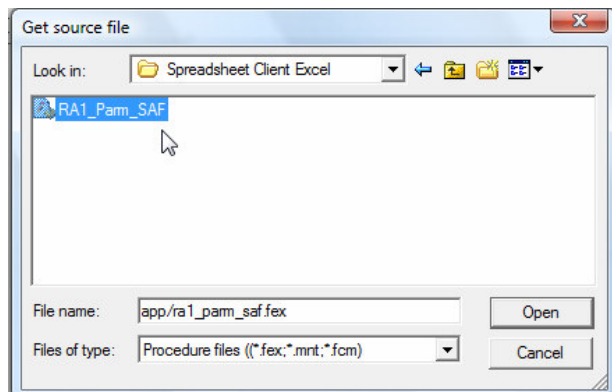 Get source file
Look in: Spreadsheet Client Excel
RA1_Parm_SAF
File name: app/ra1_parm_saf.fex Open
Files of type: Procedure files ((*.fex;*.mnt;*.fcm) Cancel